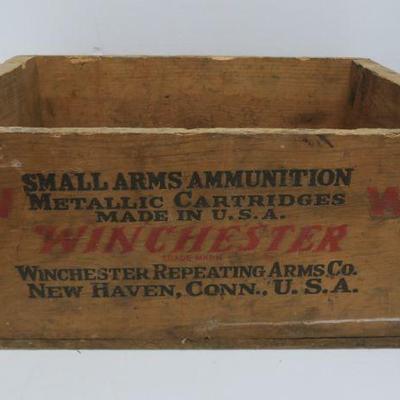 SMALL ARMS AMMUNITION
METALLIC CARTRIDGES
MADE IN U.S.A.
WINCHESTER
TRADE MARK
WINCHESTER REPEATING ARMS CO.
NEW HAVEN, CONN., U.S.A.
W